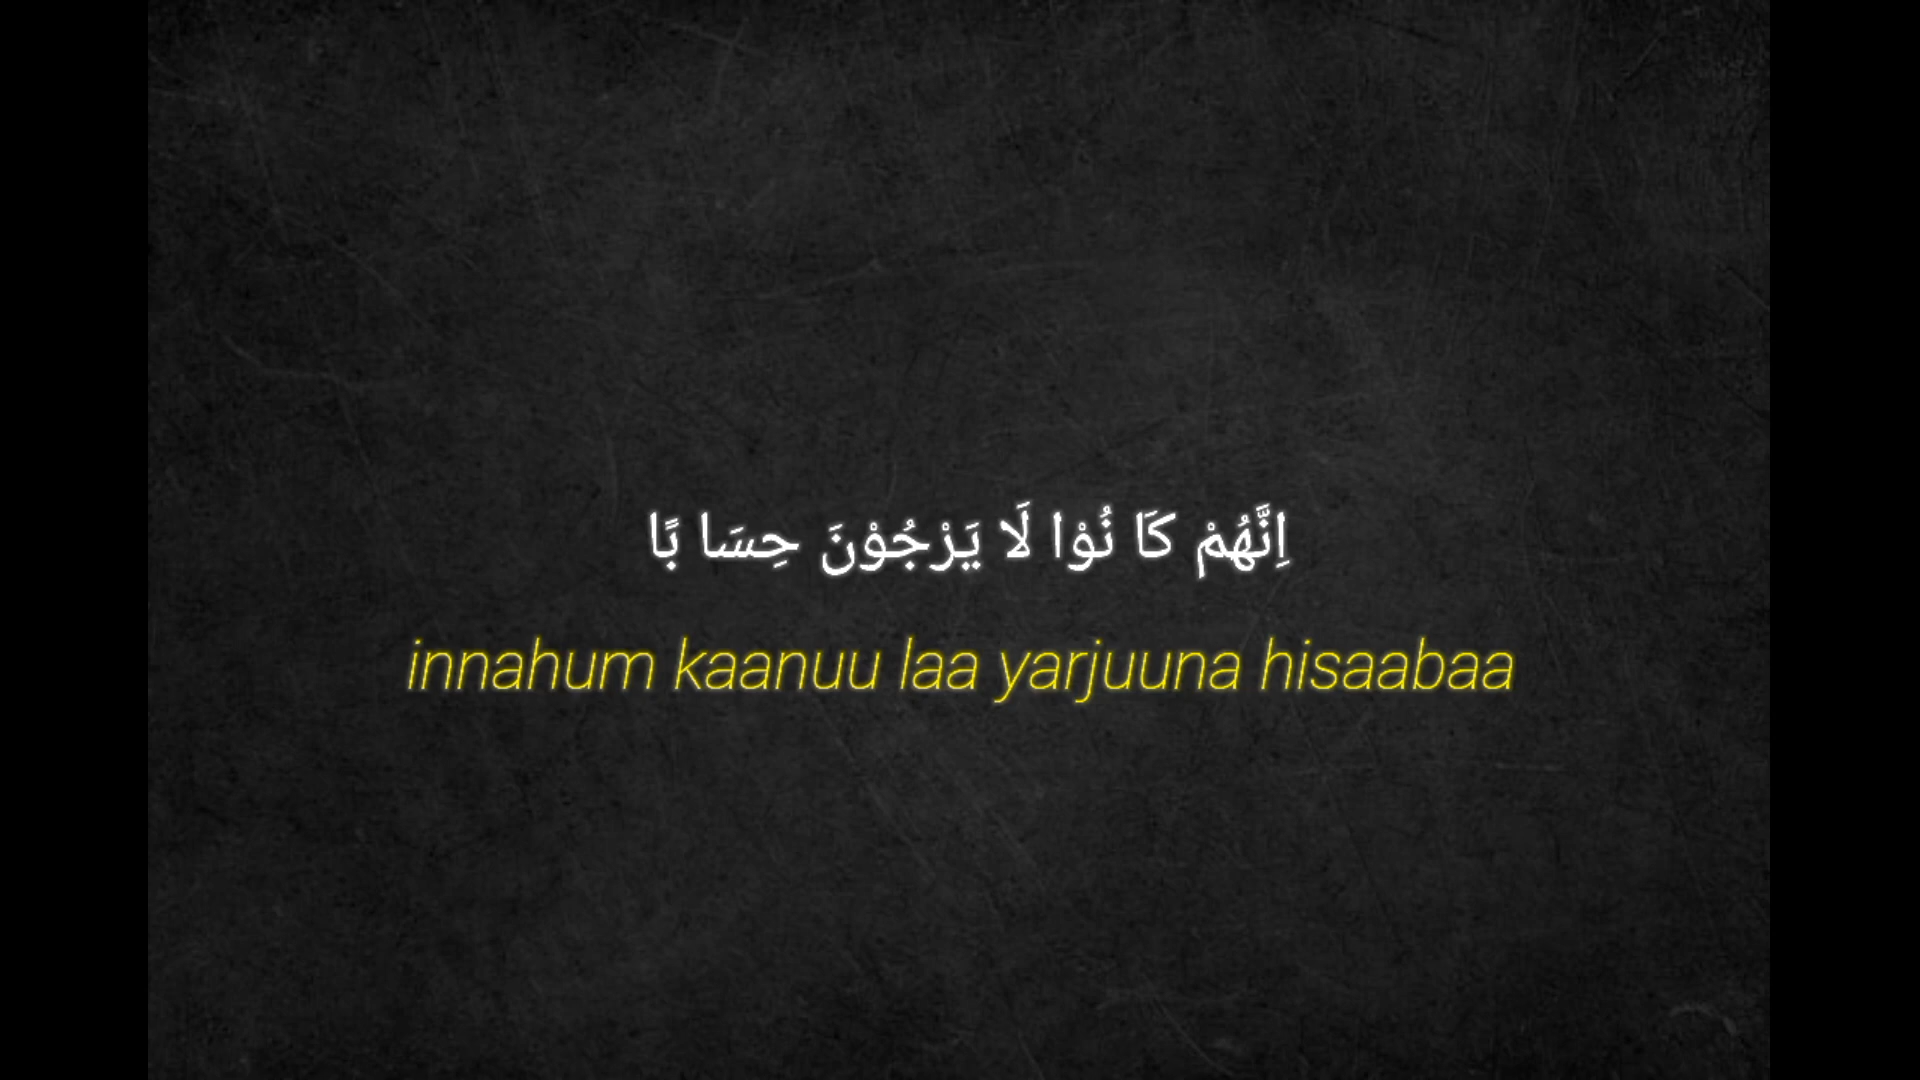 اِنَّهُمْ كَا نُوْا لَا يَرْجُوْنَ حِسَا بًا
innahum kaanuu laa yarjuuna hisaabaa